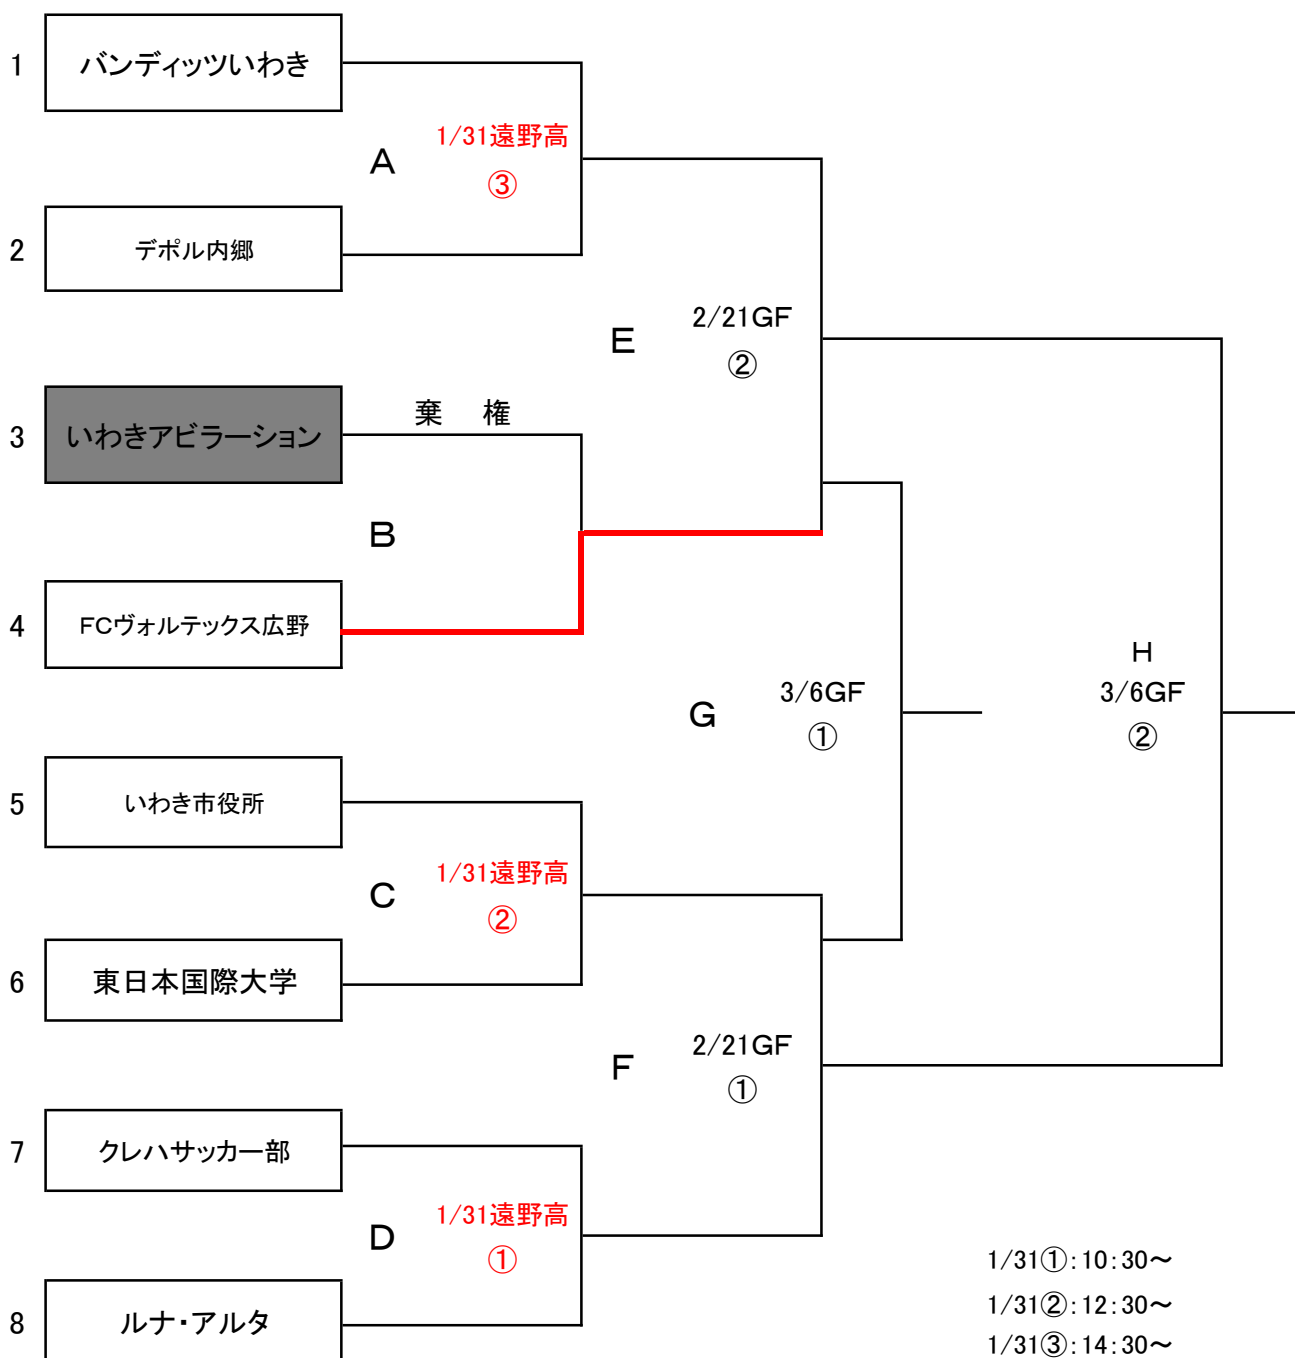 1 バンディッツいわき
A 1/31遠野高
③
2 デポル内郷
E 2/21GF
②
3 いわきアビラーション
棄 権
B
4 FCヴォルテックス広野
G 3/6GF
①
H
3/6GF
②
5 いわき市役所
C 1/31遠野高
②
6 東日本国際大学
F 2/21GF
①
7 クレハサッカー部
D 1/31遠野高
①
8 ルナ・アルタ
1/31①:10:30～
1/31②:12:30～
1/31③:14:30～